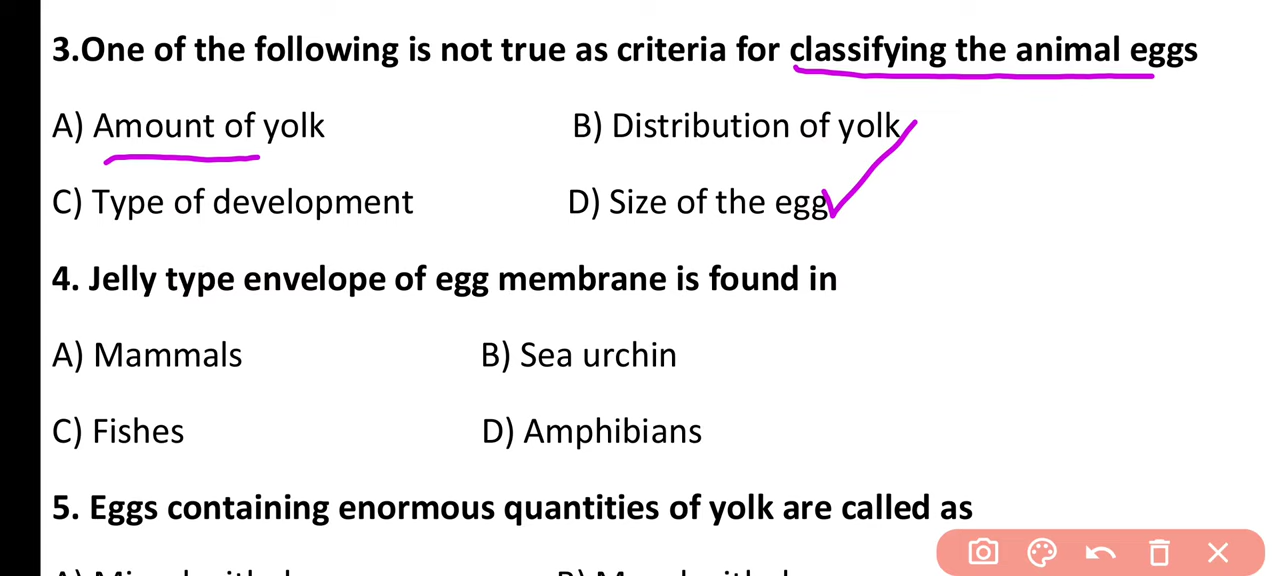 3.One of the following is not true as criteria for classifying the animal eggs
A) Amount of yolk B) Distribution of yolk
C) Type of development D) Size of the egg
4. Jelly type envelope of egg membrane is found in
A) Mammals B) Sea urchin
C) Fishes D) Amphibians
5. Eggs containing enormous quantities of yolk are called as
A) B)